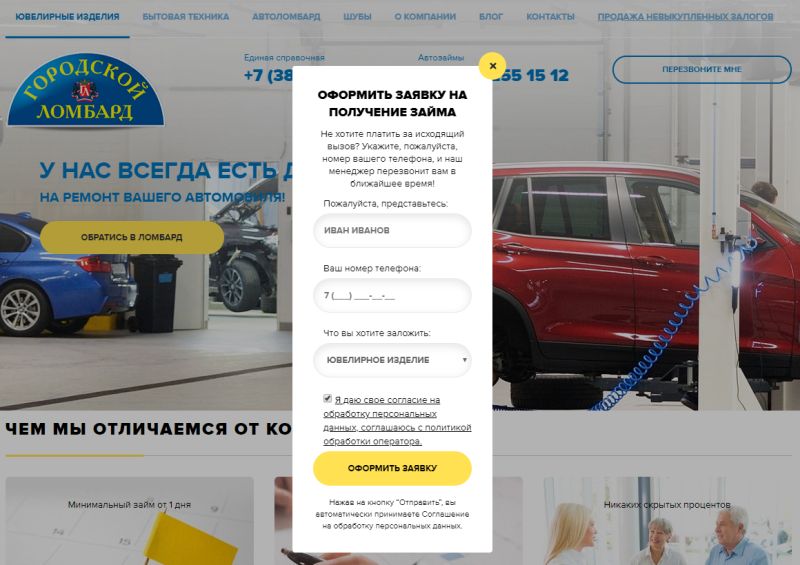 ЮВЕЛИРНЫЕ ИЗДЕЛИЯ
БЫТОВАЯ ТЕХНИКА
АВТОЛОМБАРД
ШУБЫ
О КОМПАНИИ
БЛОГ
КОНТАКТЫ
ПРОДАЖА НЕВЫКУПЛЕННЫХ ЗАЛОГОВ
ГОРОДСКОЙ
ЛОМБАРД
Единая справочная
+7 (38
Автозаймы
55 15 12
ПЕРЕЗВОНИТЕ МНЕ
У НАС ВСЕГДА ЕСТЬ Д
НА РЕМОНТ ВАШЕГО АВТОМОБИЛЯ!
ОБРАТИСЬ В ЛОМБАРД
×
ОФОРМИТЬ ЗАЯВКУ НА
ПОЛУЧЕНИЕ ЗАЙМА
Не хотите платить за исходящий
вызов? Укажите, пожалуйста,
номер вашего телефона, и наш
менеджер перезвонит вам в
ближайшее время!
Пожалуйста, представьтесь:
ИВАН ИВАНОВ
Ваш номер телефона:
7 (___) ___-__-__
Что вы хотите заложить:
ЮВЕЛИРНОЕ ИЗДЕЛИЕ
Я даю свое согласие на
обработку персональных
данных, соглашаюсь с политикой
обработки оператора.
ОФОРМИТЬ ЗАЯВКУ
Нажав на кнопку "Отправить", вы
автоматически принимаете Соглашение
на обработку персональных данных.
ЧЕМ МЫ ОТЛИЧАЕМСЯ ОТ КО
Минимальный займ от 1 дня
Никаких скрытых процентов